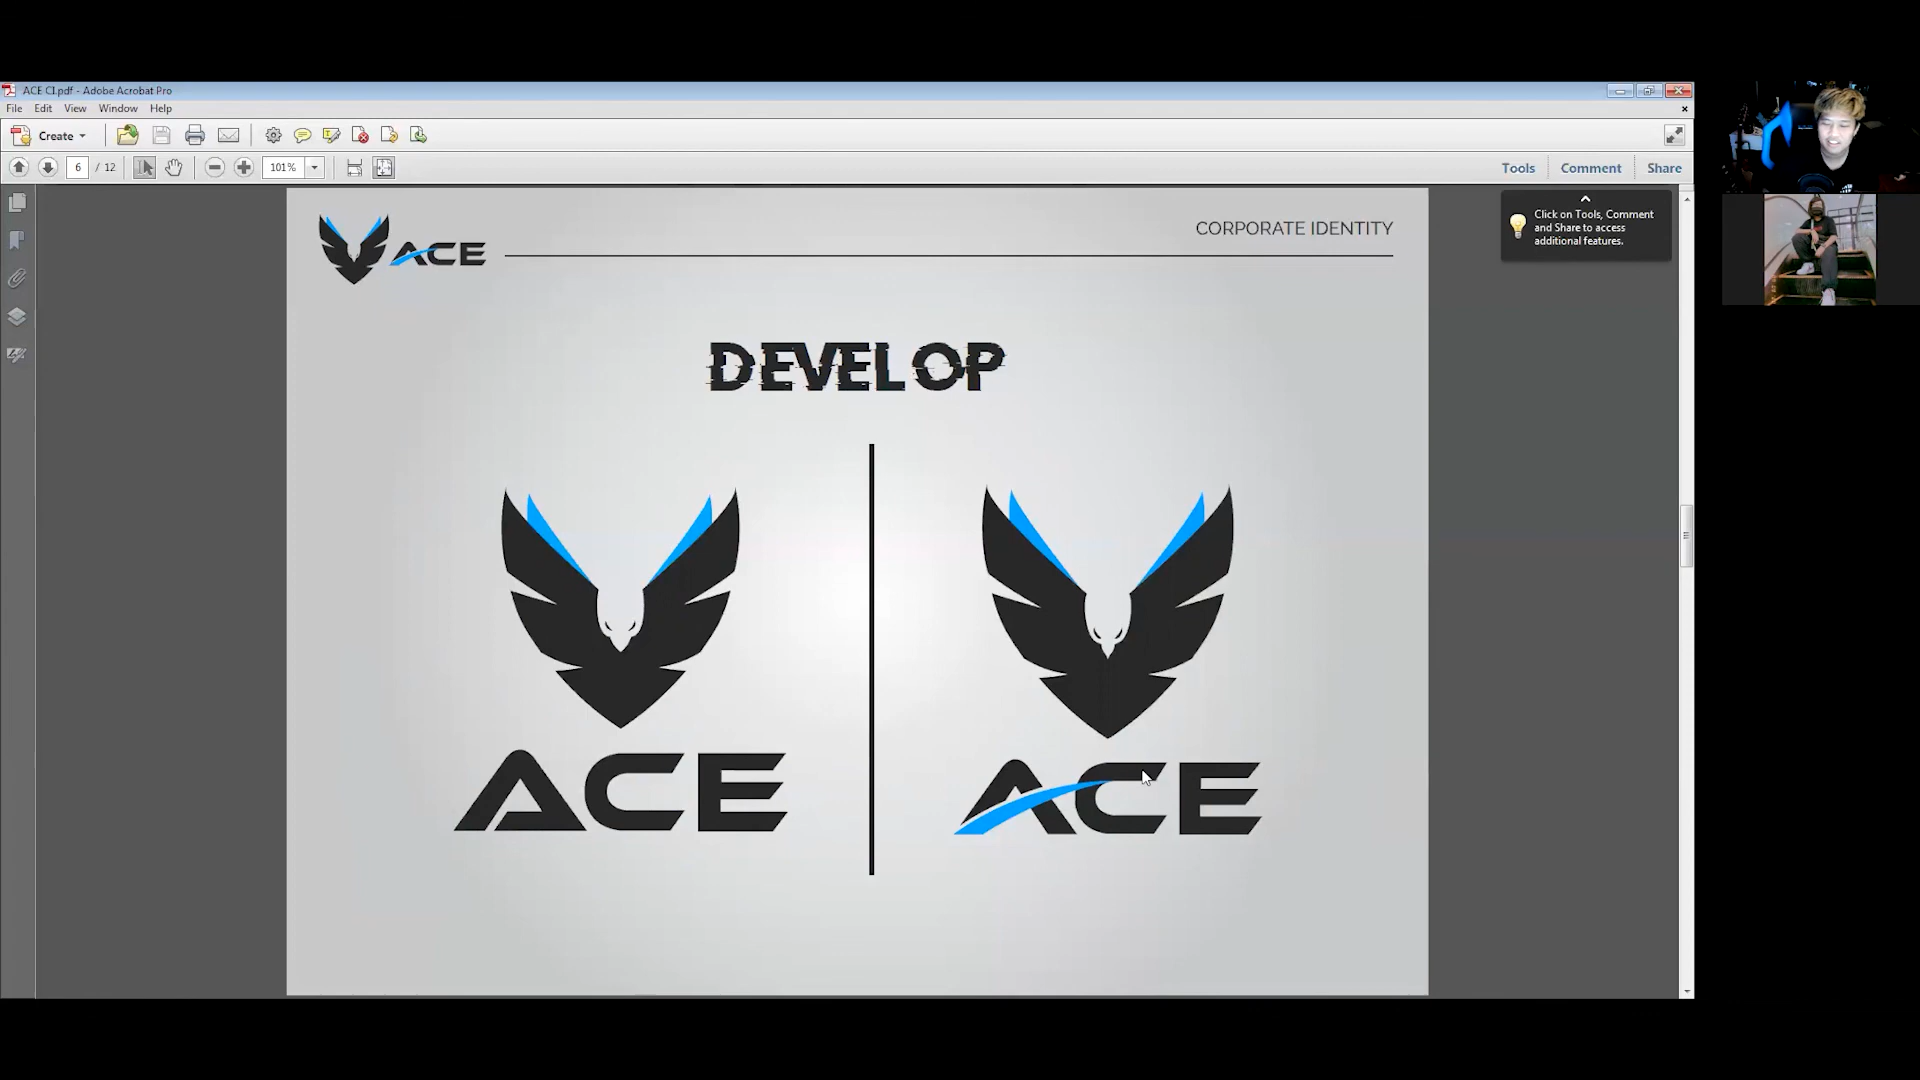 ACE CI.pdf - Adobe Acrobat Pro
File Edit View Window Help
Create
6 / 12 101% Tools Comment Share
Click on Tools, Comment
and Share to access
additional features.
CORPORATE IDENTITY
ACE
DEVELOP
ACE ACE